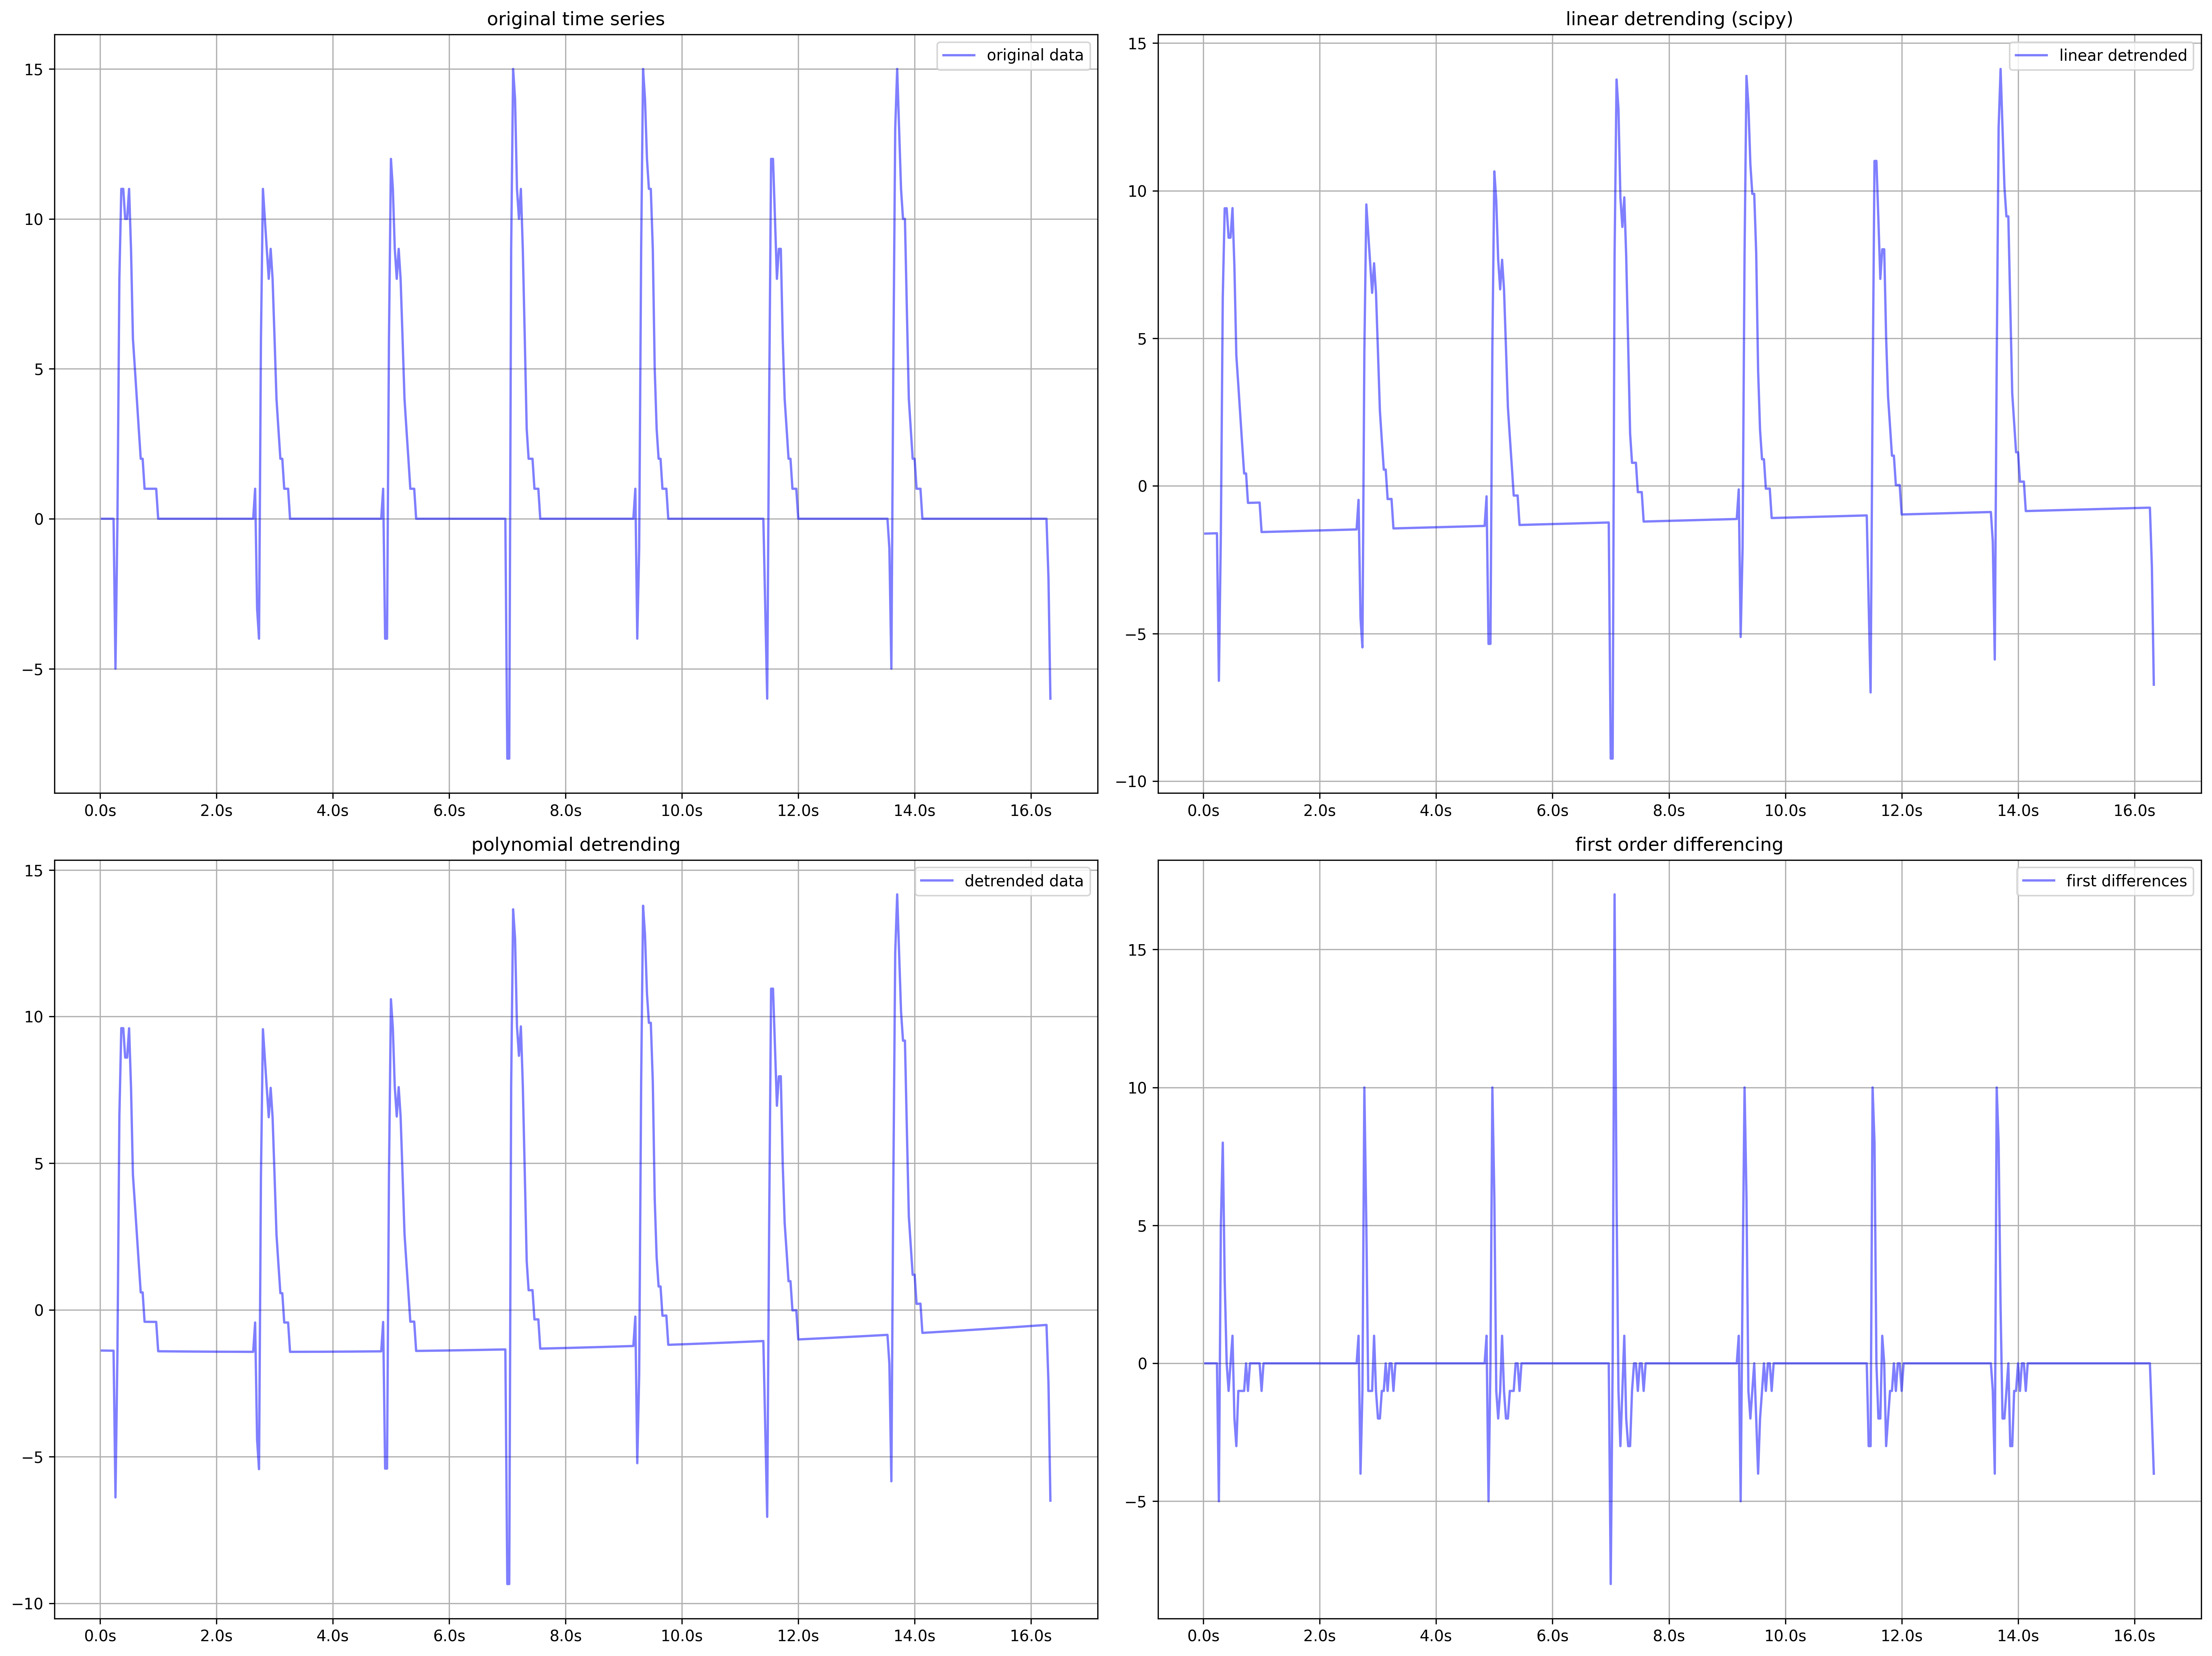 original time series
original data
15
10
5
0
−5
0.0s 2.0s 4.0s 6.0s 8.0s 10.0s 12.0s 14.0s 16.0s
linear detrending (scipy)
linear detrended
15
10
5
0
−5
−10
0.0s 2.0s 4.0s 6.0s 8.0s 10.0s 12.0s 14.0s 16.0s
polynomial detrending
detrended data
15
10
5
0
−5
−10
0.0s 2.0s 4.0s 6.0s 8.0s 10.0s 12.0s 14.0s 16.0s
first order differencing
first differences
15
10
5
0
−5
0.0s 2.0s 4.0s 6.0s 8.0s 10.0s 12.0s 14.0s 16.0s